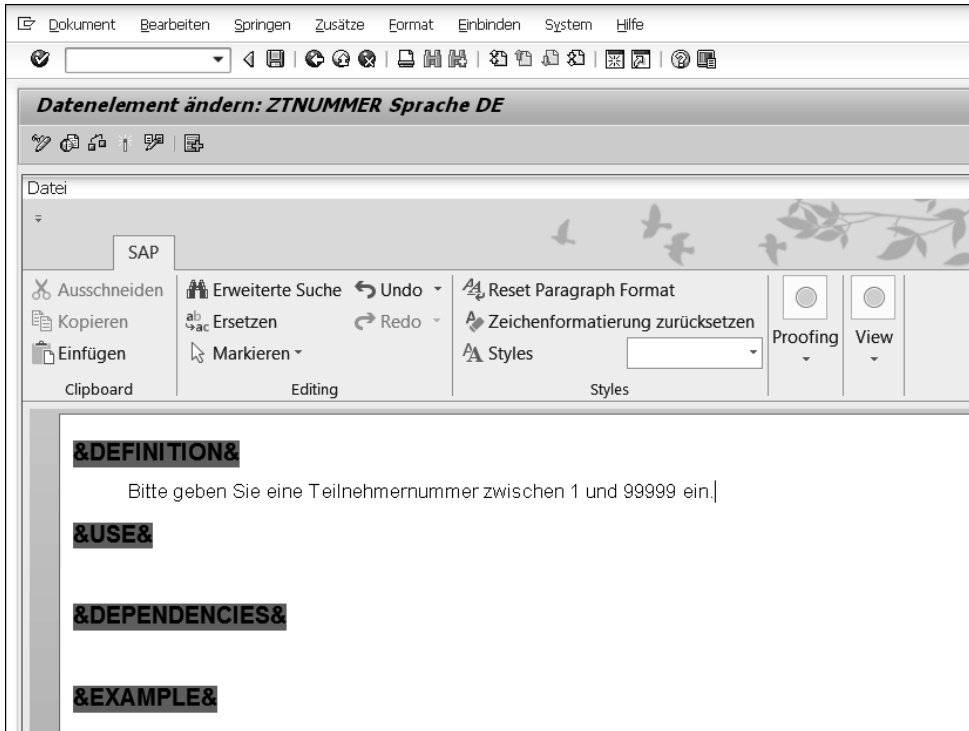 Dokument Bearbeiten Springen Zusätze Format Einbinden System Hilfe
Datenelement ändern: ZTNUMMER Sprache DE
Datei
SAP
Ausschneiden Erweiterte Suche Undo Reset Paragraph Format
Kopieren Ersetzen Redo Zeichenformatierung zurücksetzen
Einfügen Markieren Styles Proofing View
Clipboard Editing Styles
&DEFINITION&
Bitte geben Sie eine Teilnehmernummer zwischen 1 und 99999 ein.
&USE&
&DEPENDENCIES&
&EXAMPLE&